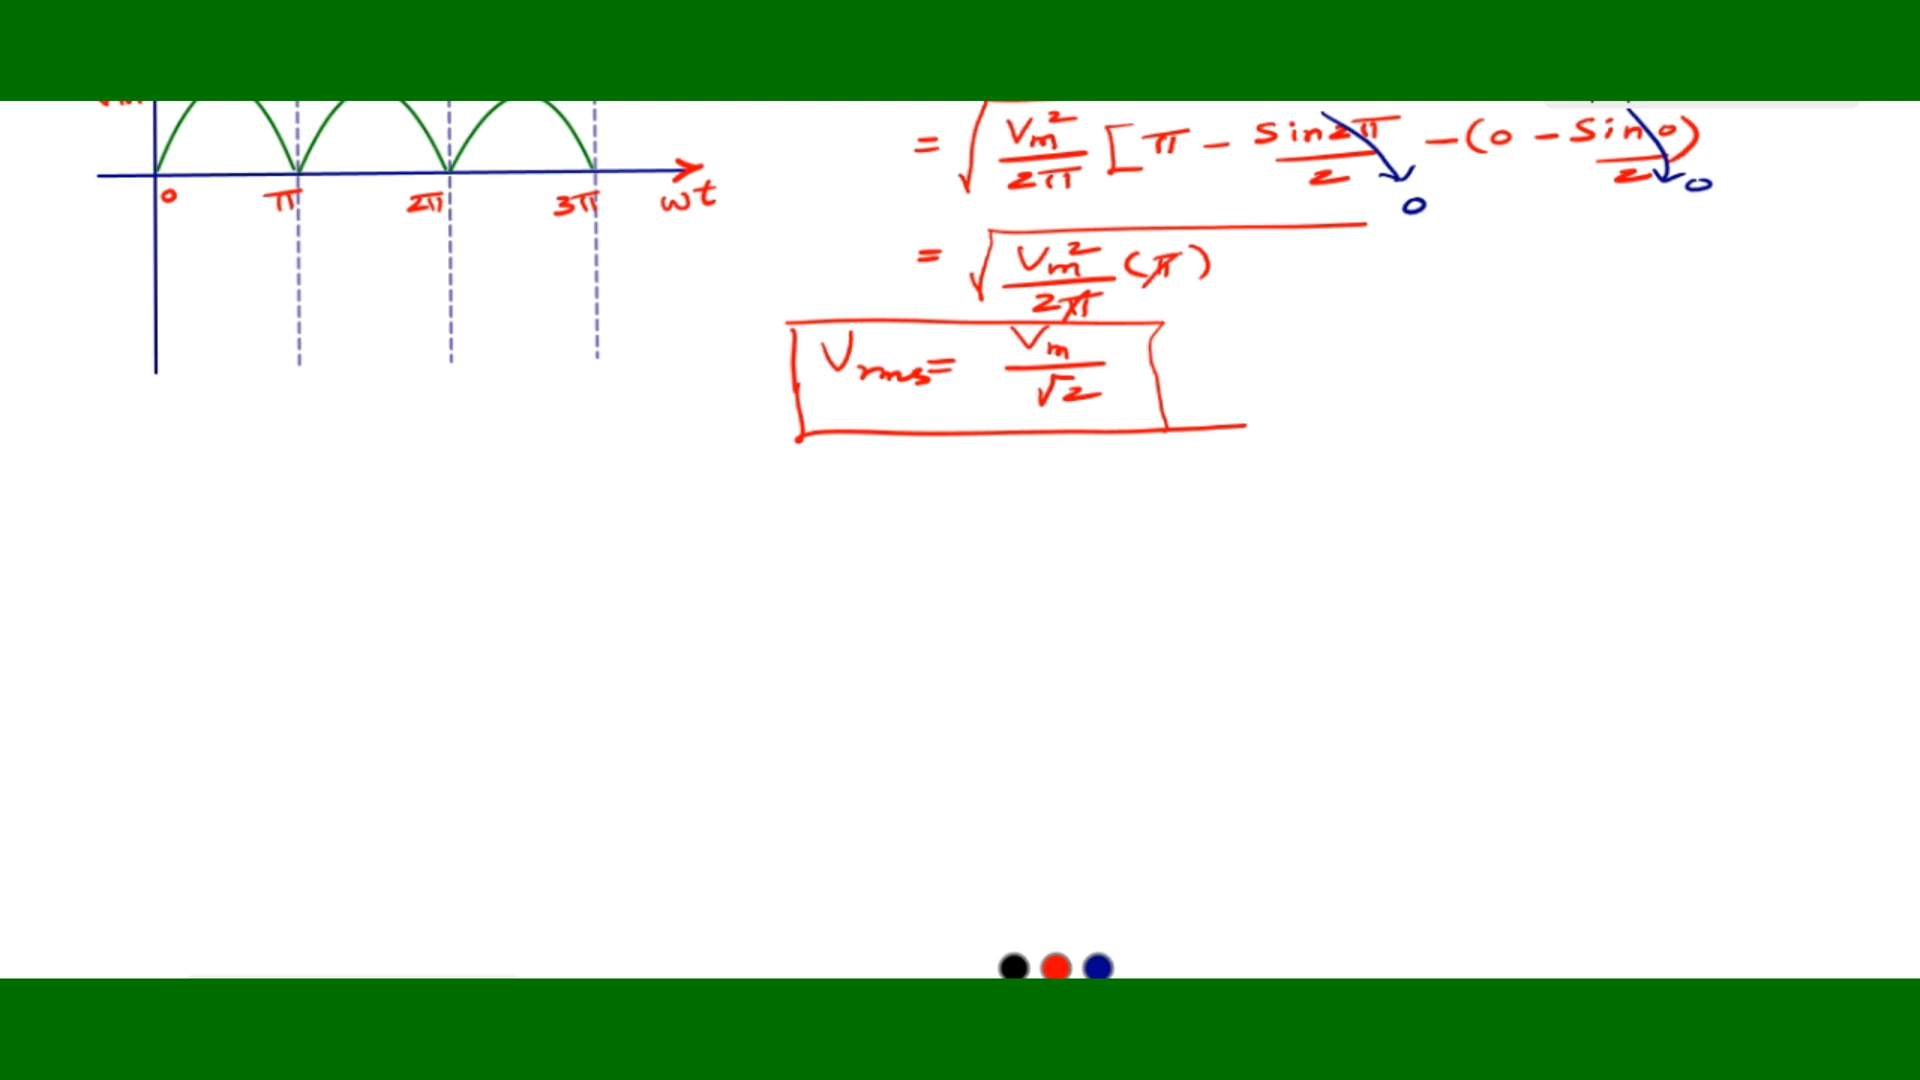 0 π 2π 3π ωt
= √ Vm²/2π [π - Sin2π/2 - (0 - Sin0/2)
0 0
= √ Vm²/2π (π)
Vrms = Vm/√2